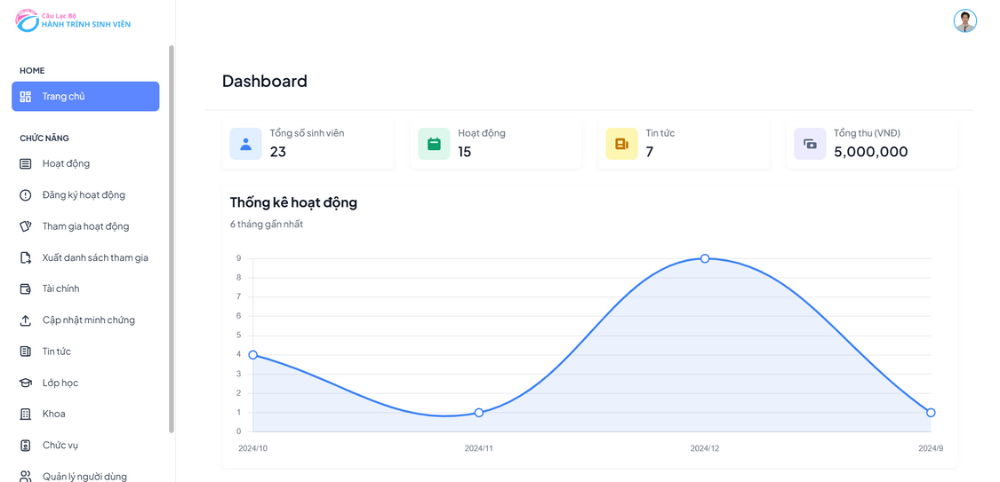 Câu Lạc Bộ
HÀNH TRÌNH SINH VIÊN
HOME
Trang chủ
CHỨC NĂNG
Hoạt động
Đăng ký hoạt động
Tham gia hoạt động
Xuất danh sách tham gia
Tài chính
Cập nhật minh chứng
Tin tức
Lớp học
Khoa
Chức vụ
Quản lý người dùng
Dashboard
Tổng số sinh viên
23
Hoạt động
15
Tin tức
7
Tổng thu (VNĐ)
5,000,000
Thống kê hoạt động
6 tháng gần nhất
9
8
7
6
5
4
3
2
1
0
2024/10 2024/11 2024/12 2024/9